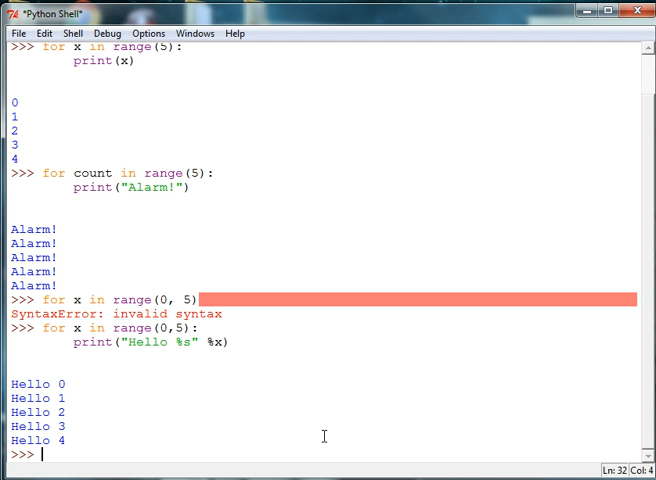 *Python Shell*
File Edit Shell Debug Options Windows Help
>>> for x in range(5):
        print(x)
0
1
2
3
4
>>> for count in range(5):
        print("Alarm!")
Alarm!
Alarm!
Alarm!
Alarm!
Alarm!
>>> for x in range(0, 5)
SyntaxError: invalid syntax
>>> for x in range(0,5):
        print("Hello %s" %x)
Hello 0
Hello 1
Hello 2
Hello 3
Hello 4
>>>
Ln: 32 Col: 4